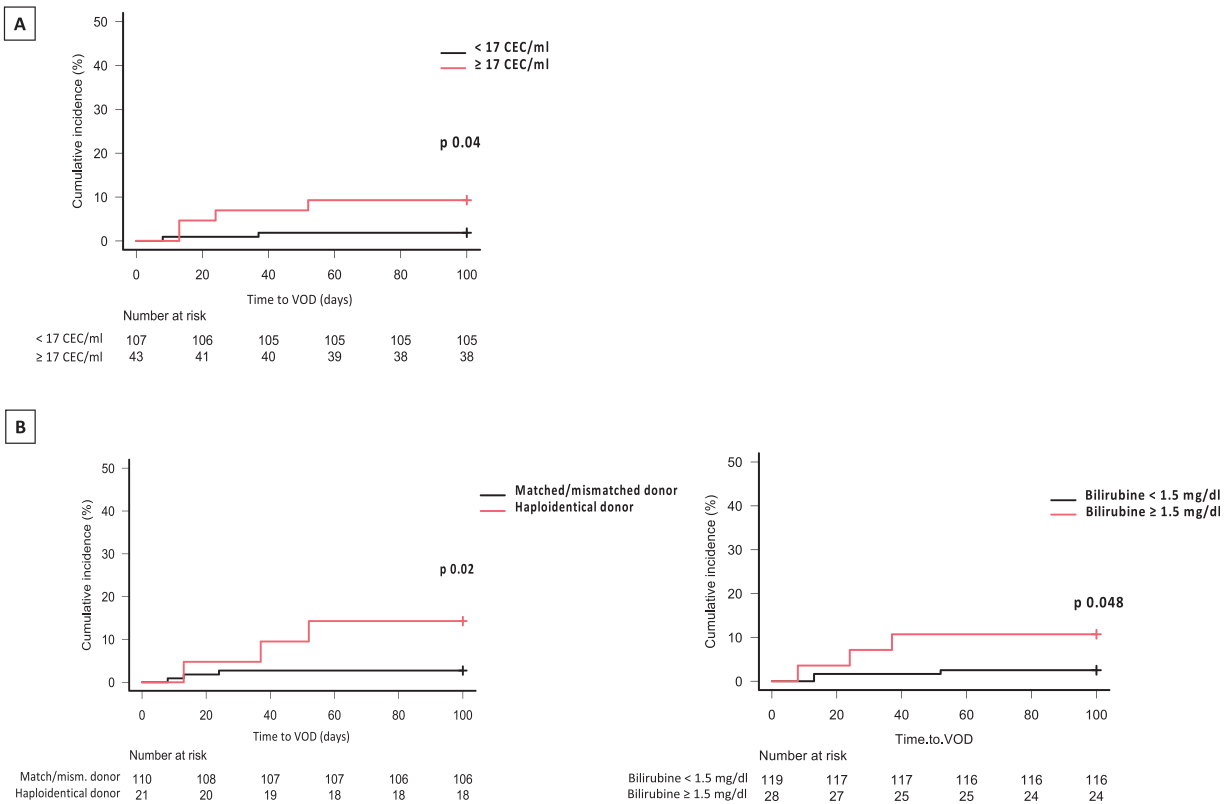 A
50
40
30
20
10
0
Cumulative incidence (%)
< 17 CEC/ml
≥ 17 CEC/ml
p 0.04
0 20 40 60 80 100
Time to VOD (days)
Number at risk
< 17 CEC/ml 107 106 105 105 105 105
≥ 17 CEC/ml 43 41 40 39 38 38
B
50
40
30
20
10
0
Cumulative incidence (%)
Matched/mismatched donor
Haploidentical donor
p 0.02
0 20 40 60 80 100
Time to VOD (days)
Number at risk
Match/mism. donor 110 108 107 107 106 106
Haploidentical donor 21 20 19 18 18 18
50
40
30
20
10
0
Cumulative incidence (%)
Bilirubine < 1.5 mg/dl
Bilirubine ≥ 1.5 mg/dl
p 0.048
0 20 40 60 80 100
Time.to.VOD
Number at risk
Bilirubine < 1.5 mg/dl 119 117 117 116 116 116
Bilirubine ≥ 1.5 mg/dl 28 27 25 25 24 24